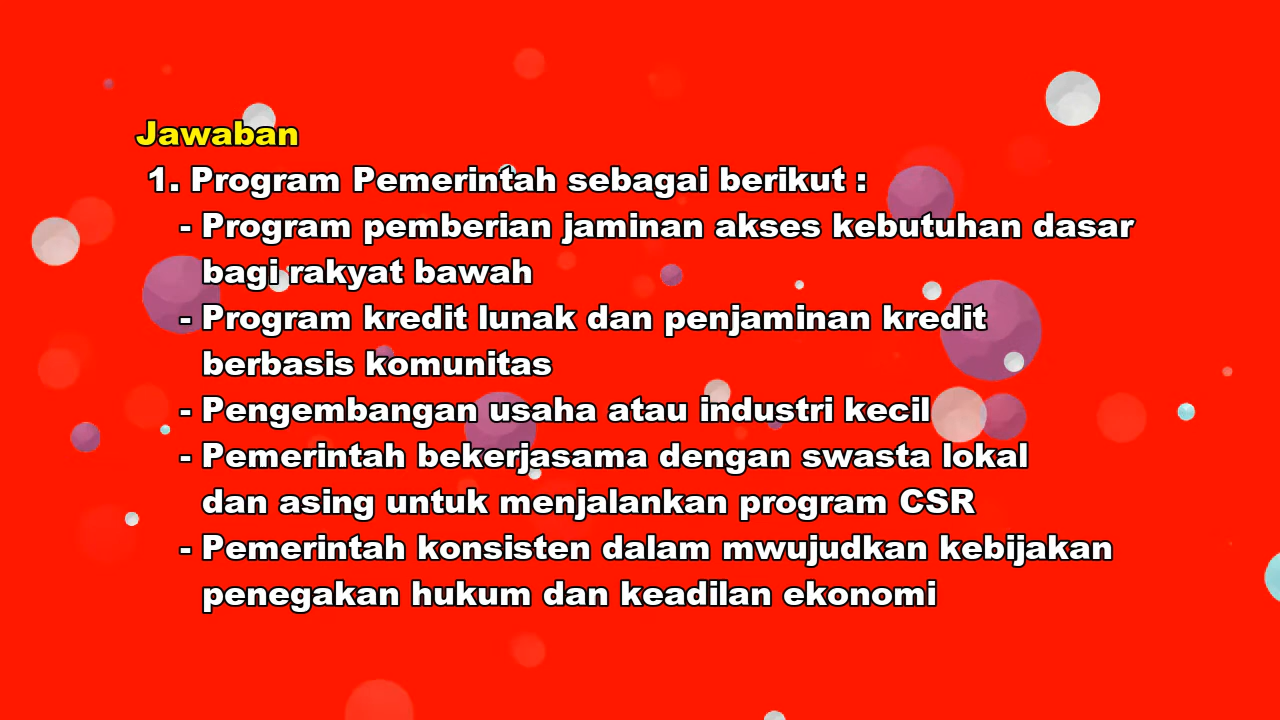 Jawaban
1. Program Pemerintah sebagai berikut :
- Program pemberian jaminan akses kebutuhan dasar
bagi rakyat bawah
- Program kredit lunak dan penjaminan kredit
berbasis komunitas
- Pengembangan usaha atau industri kecil
- Pemerintah bekerjasama dengan swasta lokal
dan asing untuk menjalankan program CSR
- Pemerintah konsisten dalam mwujudkan kebijakan
penegakan hukum dan keadilan ekonomi